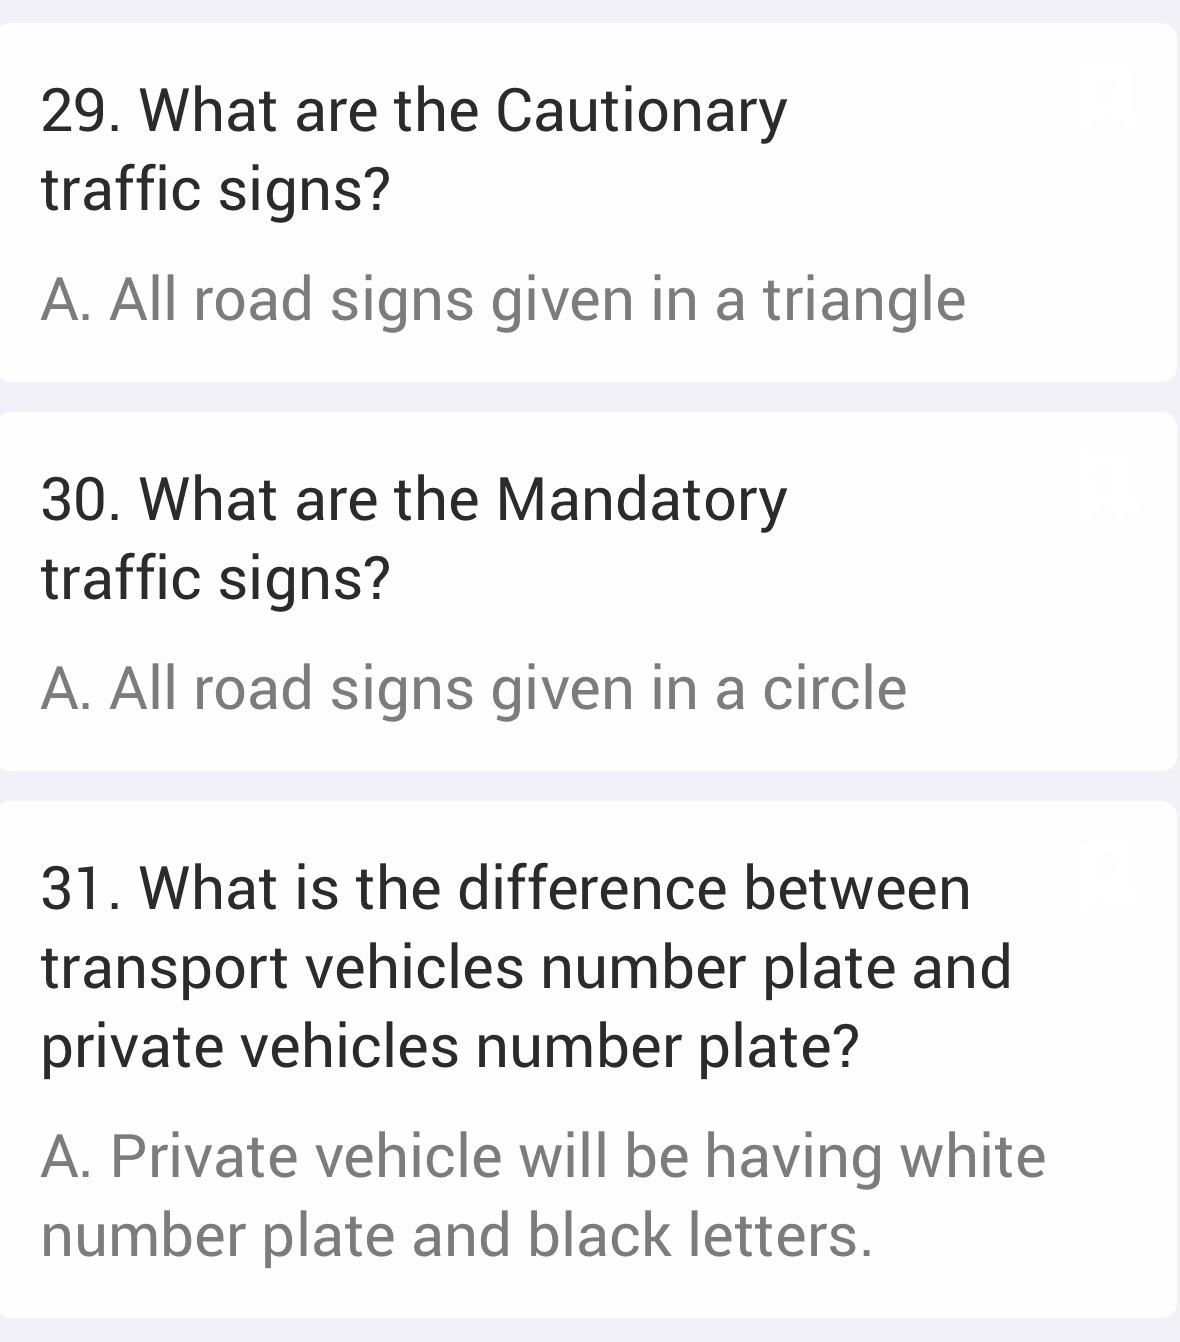 29. What are the Cautionary
traffic signs?
A. All road signs given in a triangle
30. What are the Mandatory
traffic signs?
A. All road signs given in a circle
31. What is the difference between
transport vehicles number plate and
private vehicles number plate?
A. Private vehicle will be having white
number plate and black letters.